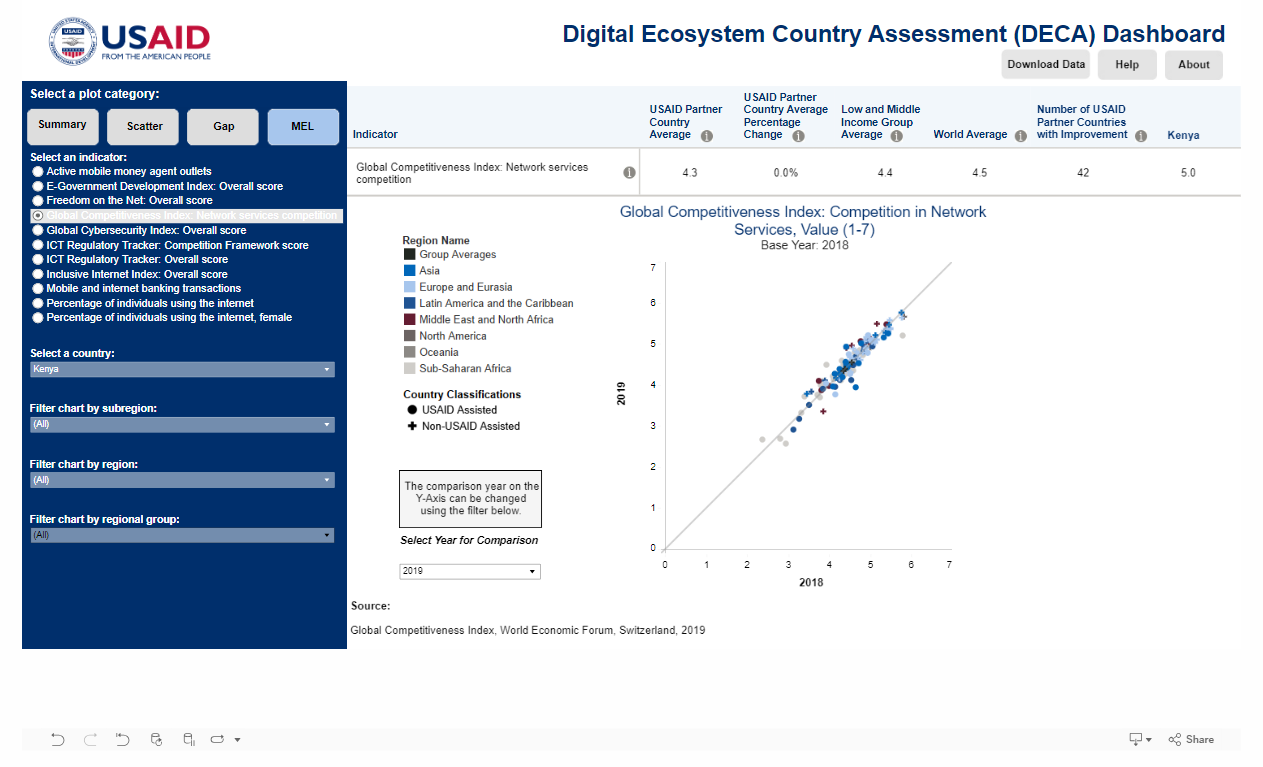 USAID
USAID
FROM THE AMERICAN PEOPLE
Digital Ecosystem Country Assessment (DECA) Dashboard
Download Data
Help
About
Select a plot category:
Summary
Scatter
Gap
MEL
Select an indicator:
Active mobile money agent outlets
E-Government Development Index: Overall score
Freedom on the Net: Overall score
Global Competitiveness Index: Network services competition
Global Cybersecurity Index: Overall score
ICT Regulatory Tracker: Competition Framework score
ICT Regulatory Tracker: Overall score
Inclusive Internet Index: Overall score
Mobile and internet banking transactions
Percentage of individuals using the internet
Percentage of individuals using the internet, female
Select a country:
Kenya
Filter chart by subregion:
(All)
Filter chart by region:
(All)
Filter chart by regional group:
(All)
Indicator
USAID Partner
Country
Average
USAID Partner
Country Average
Percentage
Change
Low and Middle
Income Group
Average
World Average
Number of USAID
Partner Countries
with Improvement
Kenya
Global Competitiveness Index: Network services
competition
4.3
0.0%
4.4
4.5
42
5.0
Global Competitiveness Index: Competition in Network
Services, Value (1-7)
Base Year: 2018
Region Name
Group Averages
Asia
Europe and Eurasia
Latin America and the Caribbean
Middle East and North Africa
North America
Oceania
Sub-Saharan Africa
Country Classifications
USAID Assisted
Non-USAID Assisted
The comparison year on the
Y-Axis can be changed
using the filter below.
Select Year for Comparison
2019
2019
7
6
5
4
3
2
1
0
0 1 2 3 4 5 6 7
2018
Source:
Global Competitiveness Index, World Economic Forum, Switzerland, 2019
Share